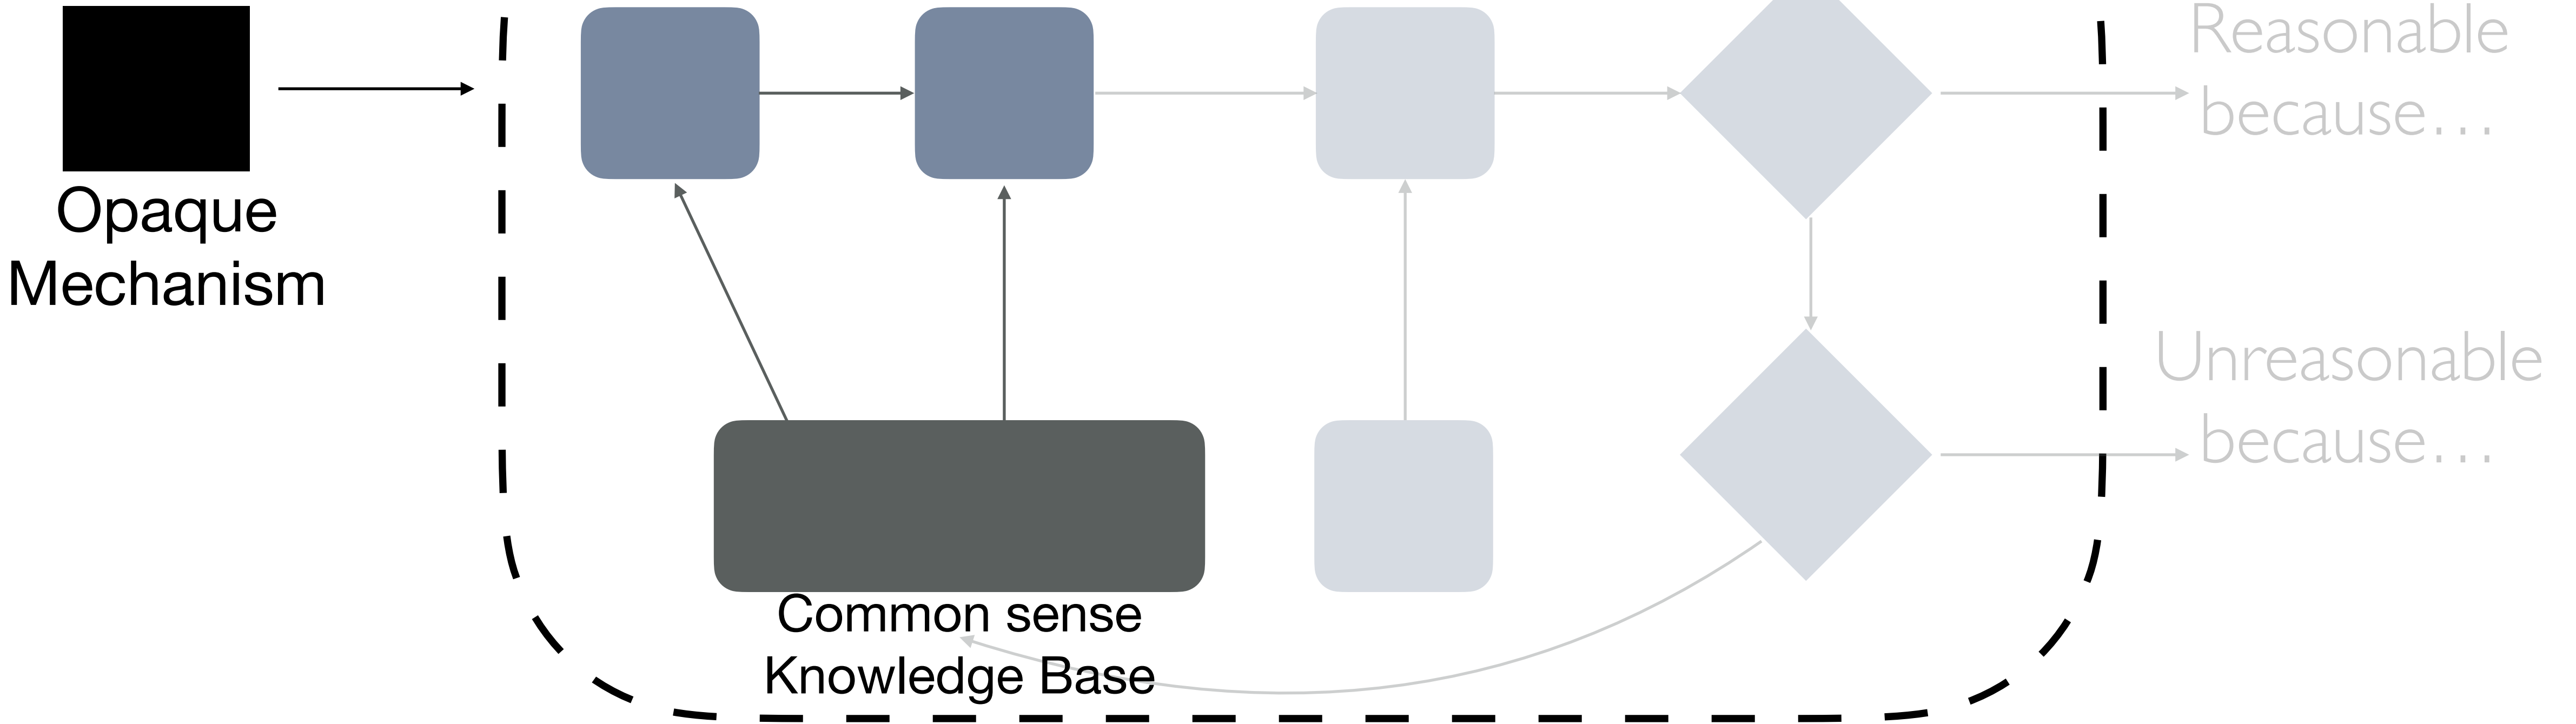 Opaque
Mechanism
Common sense
Knowledge Base
Reasonable
because…
Unreasonable
because…